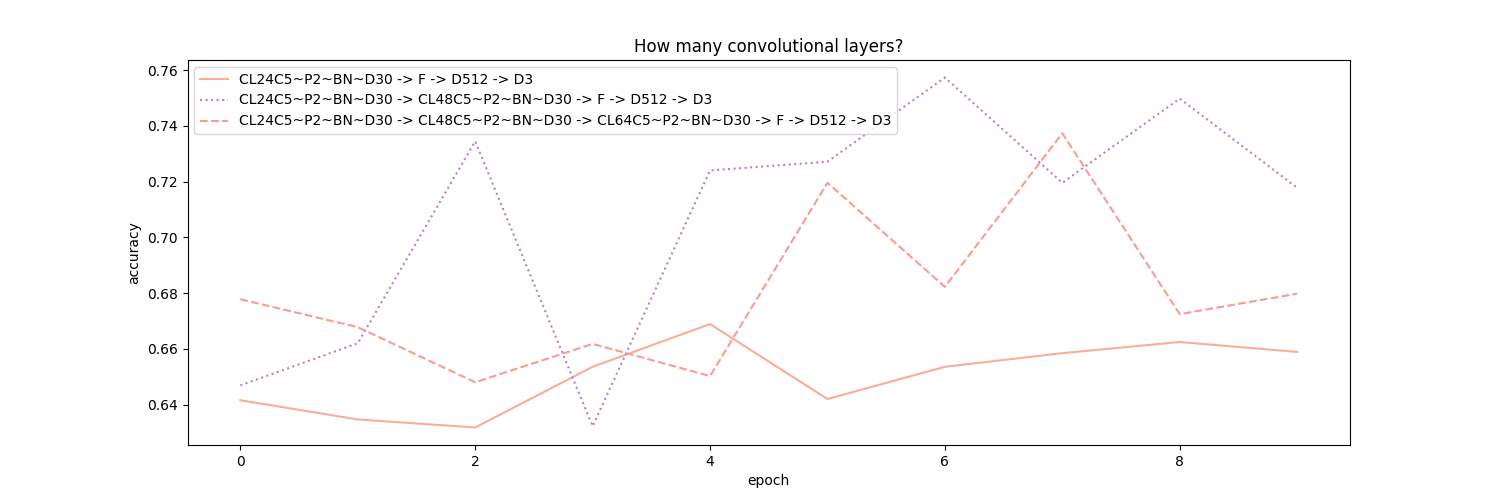 How many convolutional layers?
CL24C5~P2~BN~D30 -> F -> D512 -> D3
CL24C5~P2~BN~D30 -> CL48C5~P2~BN~D30 -> F -> D512 -> D3
CL24C5~P2~BN~D30 -> CL48C5~P2~BN~D30 -> CL64C5~P2~BN~D30 -> F -> D512 -> D3
0.76
0.74
0.72
0.70
0.68
0.66
0.64
accuracy
0 2 4 6 8
epoch